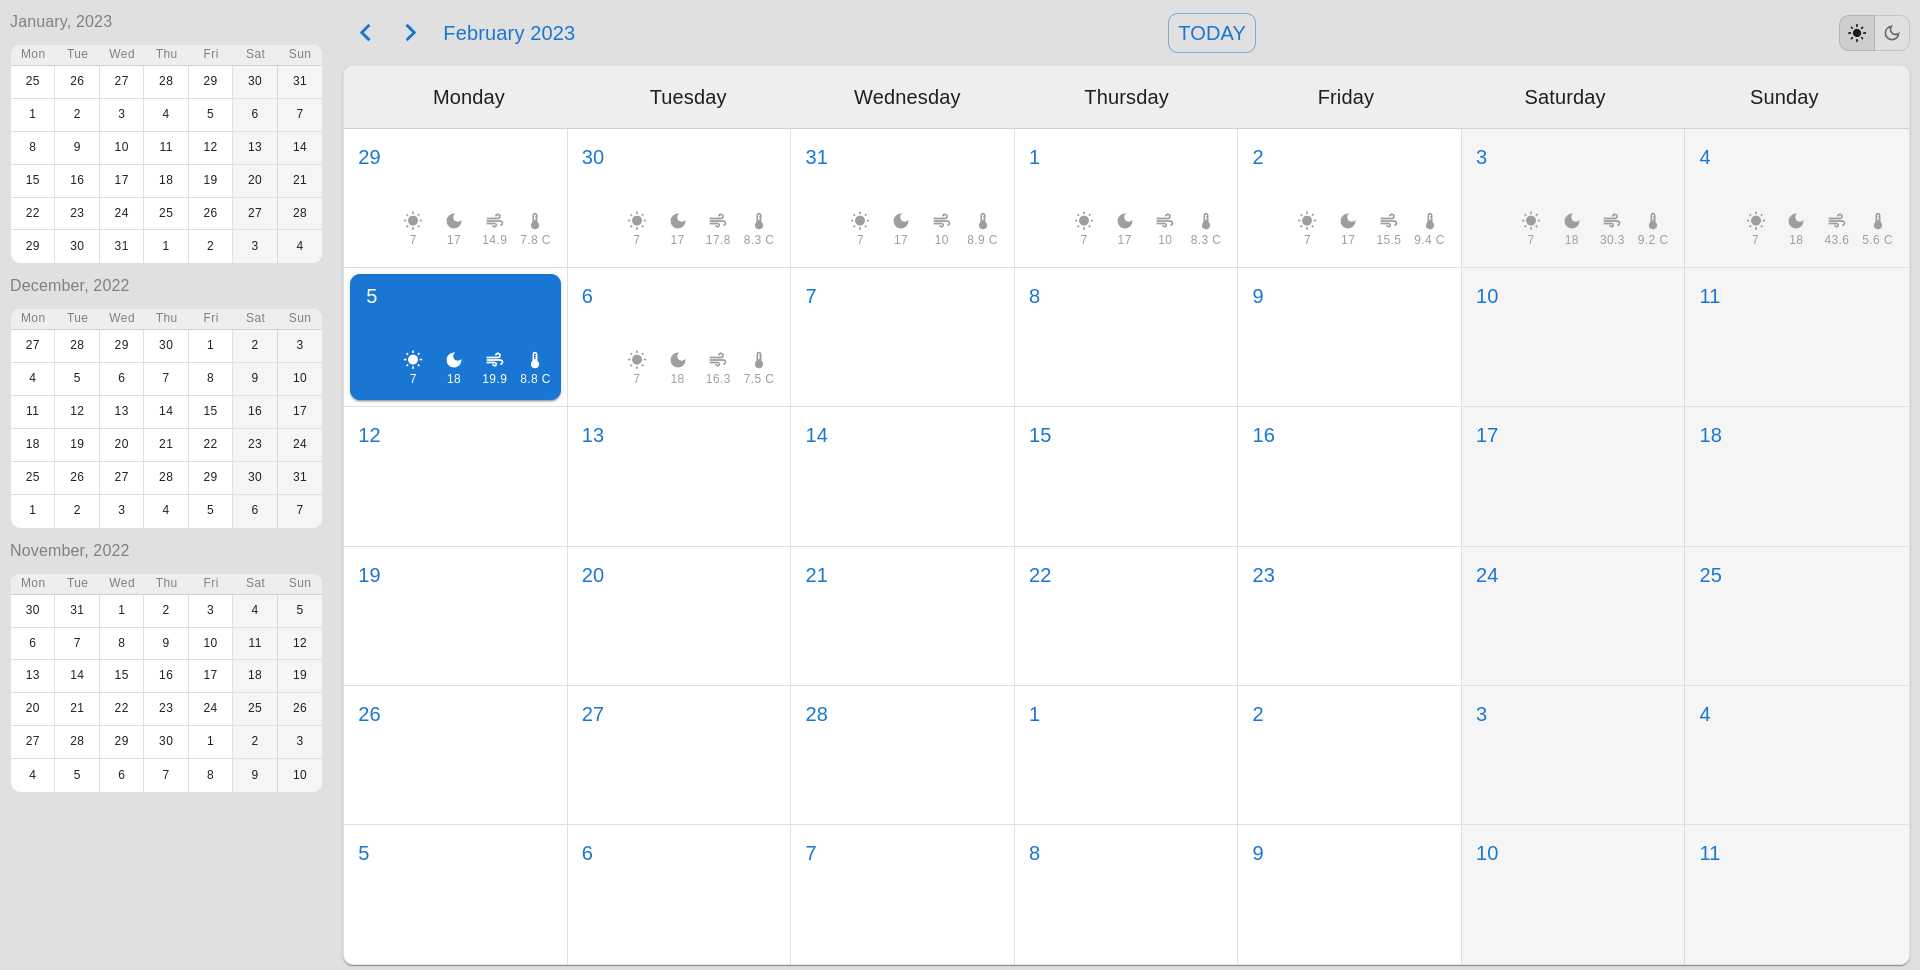 January, 2023
Mon Tue Wed Thu Fri Sat Sun
25 26 27 28 29 30 31
1 2 3 4 5 6 7
8 9 10 11 12 13 14
15 16 17 18 19 20 21
22 23 24 25 26 27 28
29 30 31 1 2 3 4
December, 2022
Mon Tue Wed Thu Fri Sat Sun
27 28 29 30 1 2 3
4 5 6 7 8 9 10
11 12 13 14 15 16 17
18 19 20 21 22 23 24
25 26 27 28 29 30 31
1 2 3 4 5 6 7
November, 2022
Mon Tue Wed Thu Fri Sat Sun
30 31 1 2 3 4 5
6 7 8 9 10 11 12
13 14 15 16 17 18 19
20 21 22 23 24 25 26
27 28 29 30 1 2 3
4 5 6 7 8 9 10
February 2023 TODAY
Monday Tuesday Wednesday Thursday Friday Saturday Sunday
29 30 31 1 2 3 4
7 17 14.9 7.8 C 7 17 17.8 8.3 C 7 17 10 8.9 C 7 17 10 8.3 C 7 17 15.5 9.4 C 7 18 30.3 9.2 C 7 18 43.6 5.6 C
5 6 7 8 9 10 11
7 18 19.9 8.8 C 7 18 16.3 7.5 C
12 13 14 15 16 17 18
19 20 21 22 23 24 25
26 27 28 1 2 3 4
5 6 7 8 9 10 11